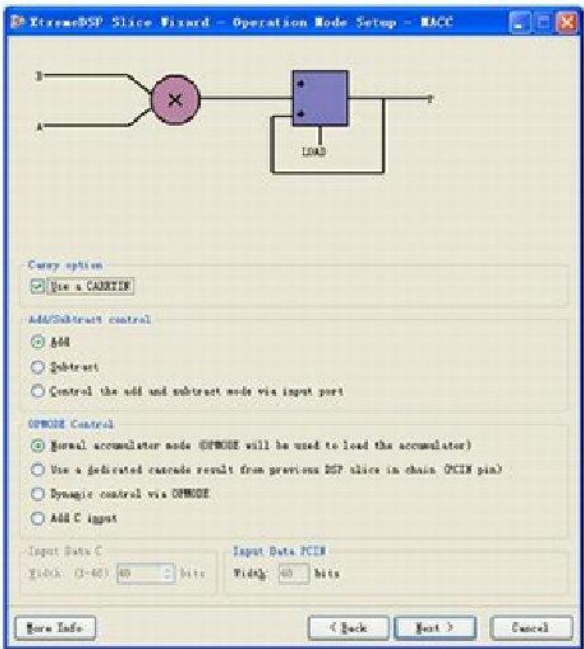 XtremeDSP Slice Wizard - Operation Mode Setup - MACC
B
A
LOAD
P
Carry option
Use a CARRYIN
Add/Subtract control
Add
Subtract
Control the add and subtract mode via input port
OPMODE Control
Normal accumulator mode (OPMODE will be used to load the accumulator)
Use a dedicated cascade result from previous DSP slice in chain (PCIN pin)
Dynamic control via OPMODE
Add C input
Input Data C
Width (1-48) 48 bits
Input Data PCIN
Width 48 bits
More Info
< Back
Next >
Cancel